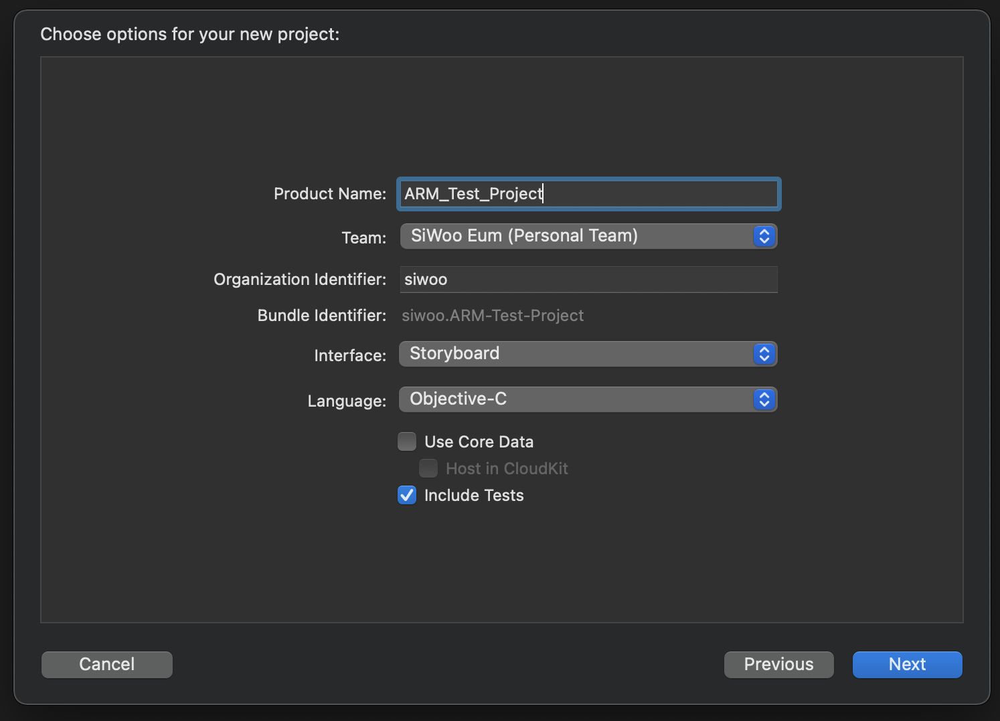 Choose options for your new project:
Product Name: ARM_Test_Project
Team: SiWoo Eum (Personal Team)
Organization Identifier: siwoo
Bundle Identifier: siwoo.ARM-Test-Project
Interface: Storyboard
Language: Objective-C
Use Core Data
Host in CloudKit
Include Tests
Cancel Previous Next